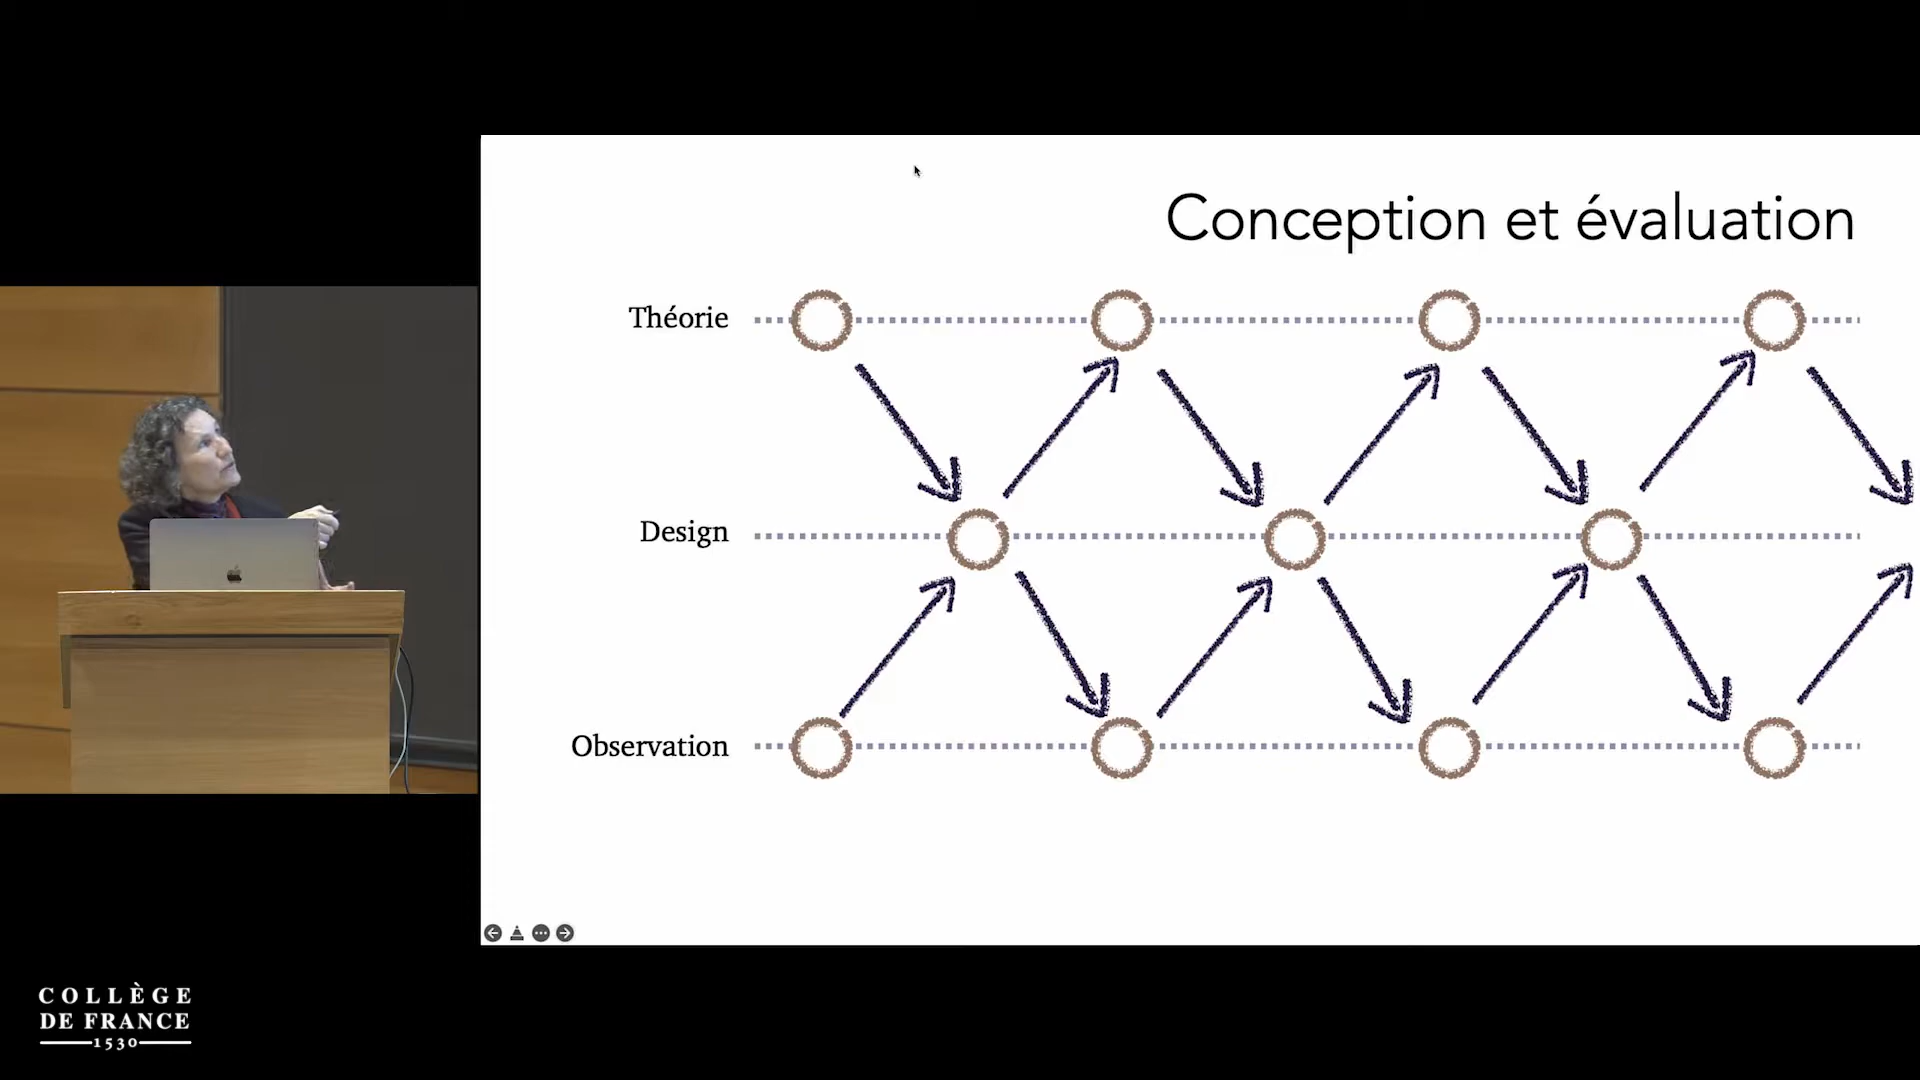 Conception et évaluation
Théorie
Design
Observation
COLLÈGE
DE FRANCE
1530